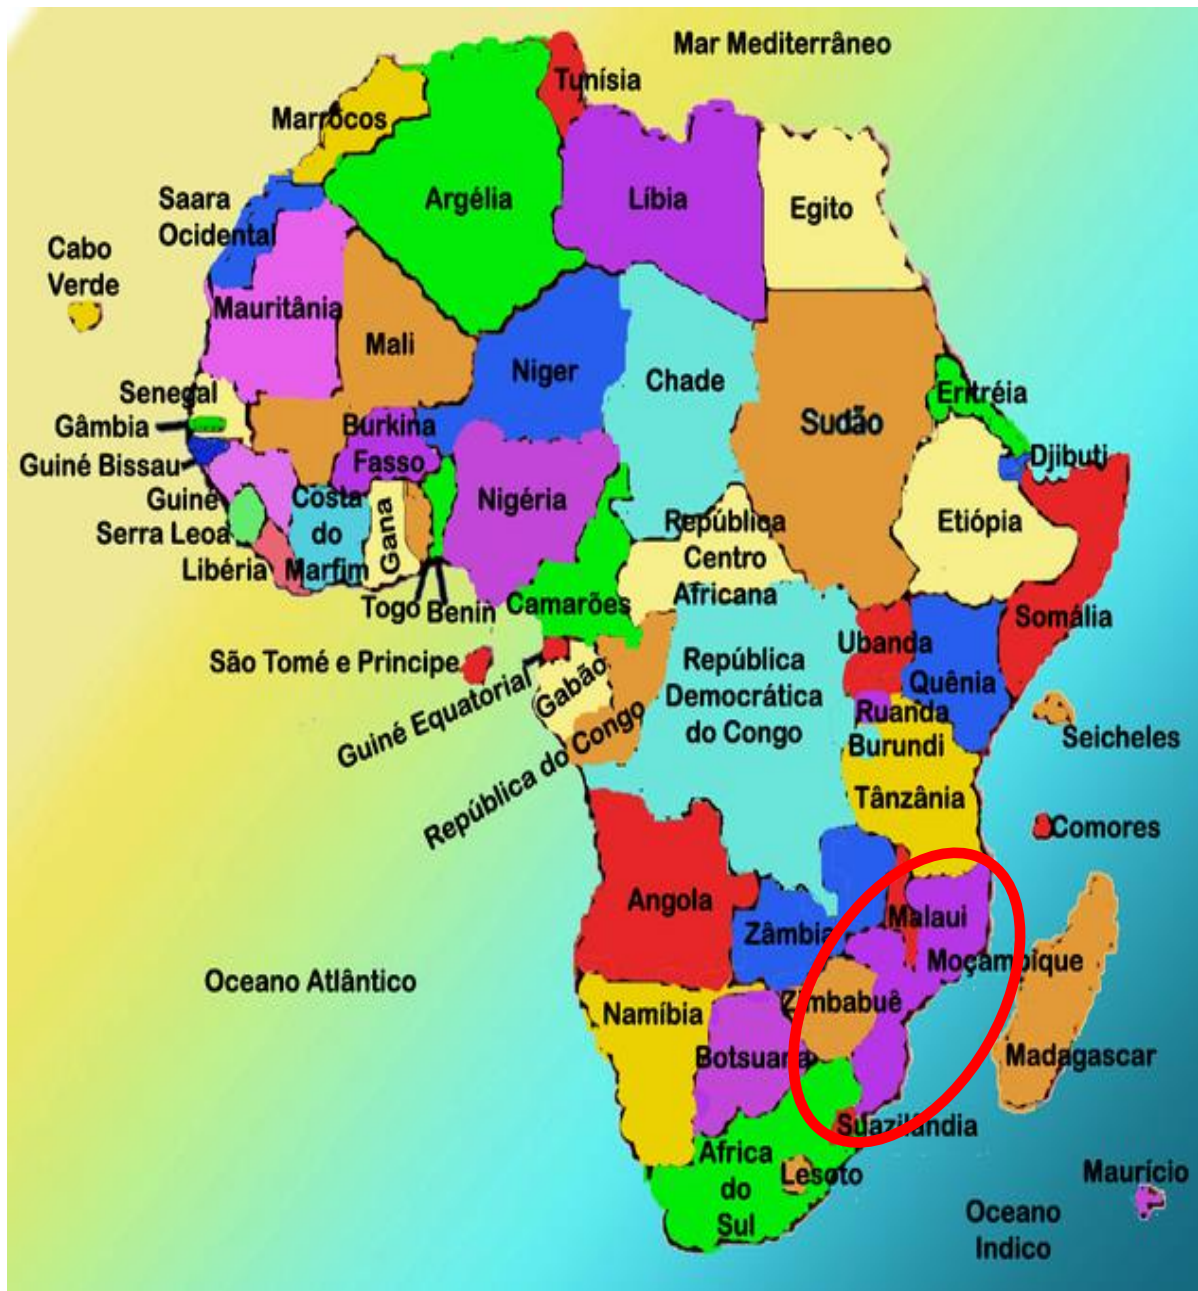 Mar Mediterrâneo
Tunísia
Marrocos
Argélia
Líbia
Egito
Saara
Ocidental
Cabo
Verde
Mauritânia
Mali
Niger
Chade
Sudão
Eritréia
Senegal
Gâmbia
Burkina
Fasso
Guiné Bissau
Djibuti
Guiné
Costa
do
Marfim
Gana
Nigéria
República
Centro
Africana
Etiópia
Serra Leoa
Libéria
Togo
Benin
Camarões
Somália
Ubanda
São Tomé e Principe
Guiné Equatorial
Gabão
República
Democrática
do Congo
Quênia
Ruanda
Burundi
República do Congo
Seicheles
Tânzânia
Comores
Angola
Zâmbia
Malaui
Moçambique
Oceano Atlântico
Namíbia
Zimbabuê
Botsuana
Madagascar
Suazilândia
Africa
do
Sul
Lesoto
Maurício
Oceano
Indico